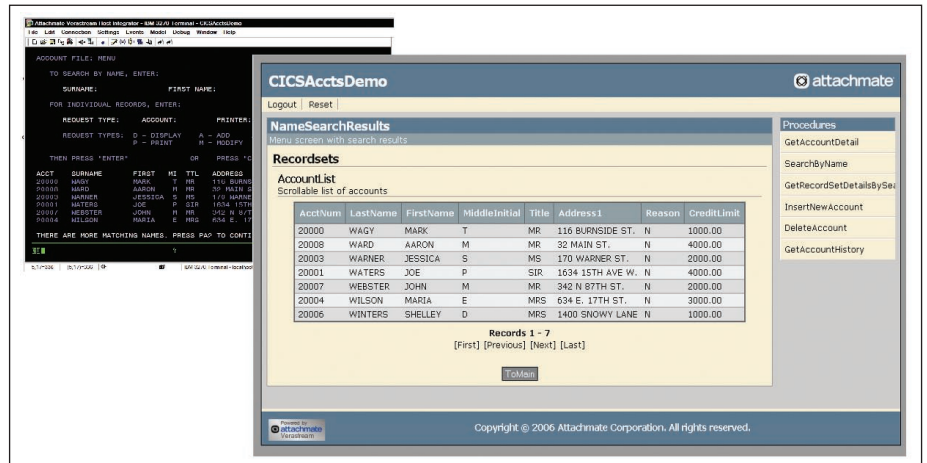 Attachmate Verastream Host Integrator - IBM 3270 Terminal - CICSAcctsDemo
File Edit Connection Settings Events Model Debug Window Help
ACCOUNT FILE: MENU
TO SEARCH BY NAME, ENTER:
SURNAME: FIRST NAME:
FOR INDIVIDUAL RECORDS, ENTER:
REQUEST TYPE: ACCOUNT: PRINTER:
REQUEST TYPES: D - DISPLAY A - ADD
P - PRINT M - MODIFY
THEN PRESS "ENTER" OR PRESS "C
ACCT SURNAME FIRST MI TTL ADDRESS
20000 WAGY MARK T MR 116 BURNS
20008 WARD AARON M MR 32 MAIN S
20003 WARNER JESSICA S MS 170 WARNE
20001 WATERS JOE P SIR 1634 15TH
20007 WEBSTER JOHN M MR 342 N 87T
20004 WILSON MARIA E MRS 634 E. 17
THERE ARE MORE MATCHING NAMES. PRESS PA2 TO CONTI
CICSAcctsDemo
attachmate
Logout Reset
NameSearchResults
Menu screen with search results
Recordsets
AccountList
Scrollable list of accounts
AcctNum LastName FirstName MiddleInitial Title Address1 Reason CreditLimit
20000 WAGY MARK T MR 116 BURNSIDE ST. N 1000.00
20008 WARD AARON M MR 32 MAIN ST. N 4000.00
20003 WARNER JESSICA S MS 170 WARNER ST. N 2000.00
20001 WATERS JOE P SIR 1634 15TH AVE W. N 4000.00
20007 WEBSTER JOHN M MR 342 N 87TH ST. N 2000.00
20004 WILSON MARIA E MRS 634 E. 17TH ST. N 3000.00
20006 WINTERS SHELLEY D MRS 1400 SNOWY LANE N 1000.00
Records 1 - 7
[First] [Previous] [Next] [Last]
ToMain
Procedures
GetAccountDetail
SearchByName
GetRecordSetDetailsBySea
InsertNewAccount
DeleteAccount
GetAccountHistory
Powered by
attachmate
Verastream
Copyright © 2006 Attachmate Corporation. All rights reserved.